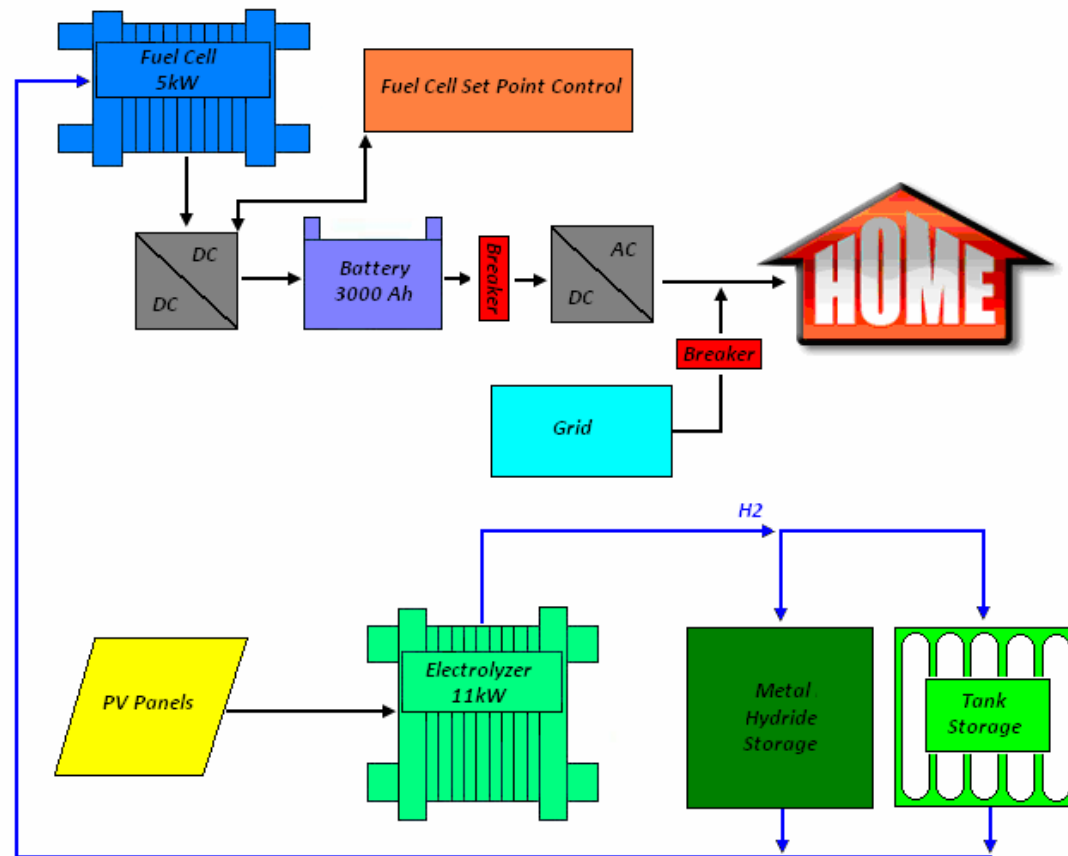 Fuel Cell
5kW
Fuel Cell Set Point Control
DC
DC
Battery
3000 Ah
Breaker
AC
DC
HOME
Breaker
Grid
H2
PV Panels
Electrolyzer
11kW
Metal
Hydride
Storage
Tank
Storage